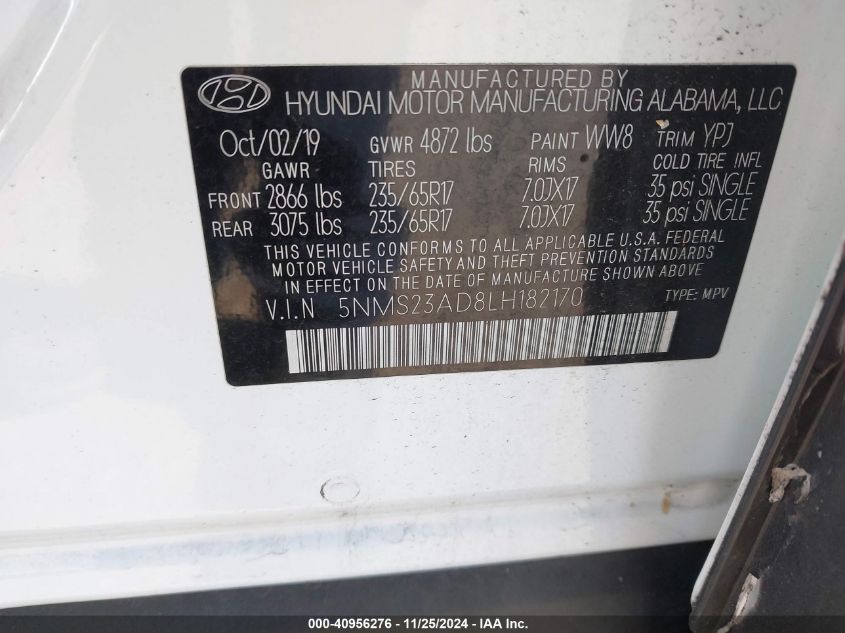 MANUFACTURED BY
HYUNDAI MOTOR MANUFACTURING ALABAMA, LLC
Oct/02/19 GVWR 4872 lbs PAINT WW8 TRIM YPJ
GAWR TIRES RIMS COLD TIRE INFL
FRONT 2866 lbs 235/65R17 7.0JX17 35 psi SINGLE
REAR 3075 lbs 235/65R17 7.0JX17 35 psi SINGLE
THIS VEHICLE CONFORMS TO ALL APPLICABLE U.S.A. FEDERAL
MOTOR VEHICLE SAFETY AND THEFT PREVENTION STANDARDS
IN EFFECT ON THE DATE OF MANUFACTURE SHOWN ABOVE
V.I.N 5NMS23AD8LH182170 TYPE: MPV
000-40956276 - 11/25/2024 - IAA Inc.